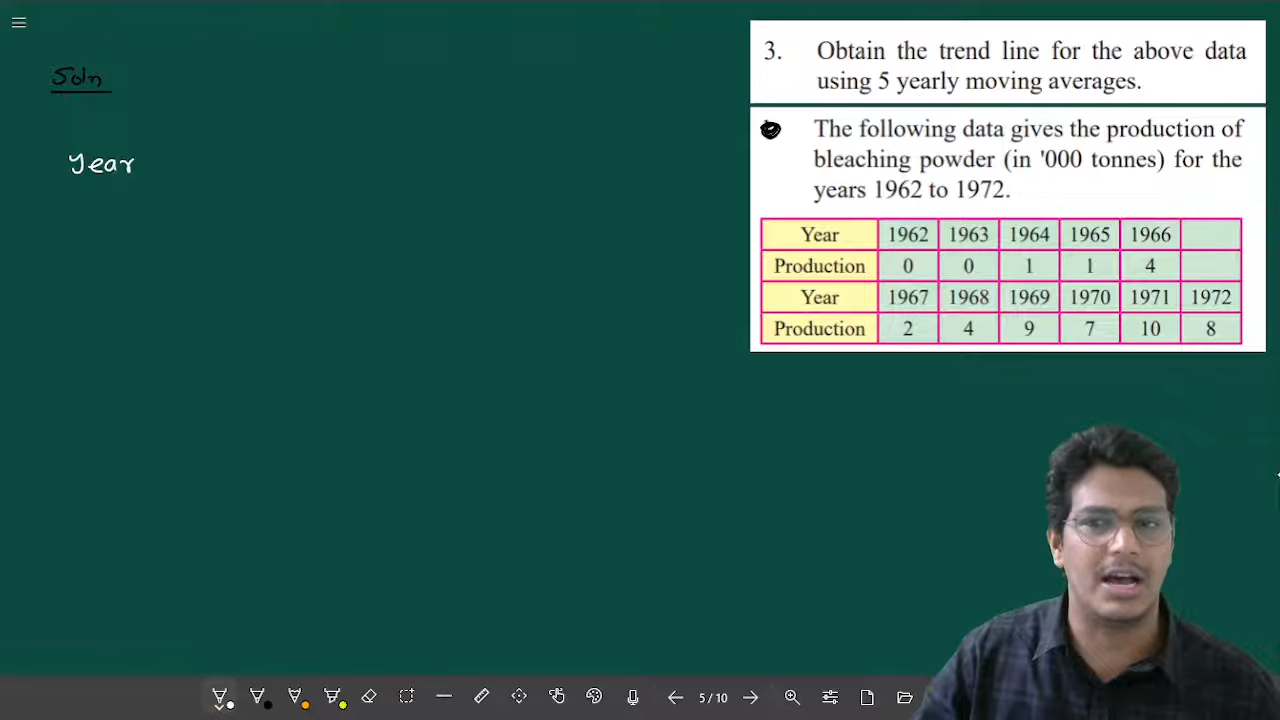 Soln
Year
3. Obtain the trend line for the above data
using 5 yearly moving averages.
The following data gives the production of
bleaching powder (in '000 tonnes) for the
years 1962 to 1972.
Year 1962 1963 1964 1965 1966
Production 0 0 1 1 4
Year 1967 1968 1969 1970 1971 1972
Production 2 4 9 7 10 8
5/10